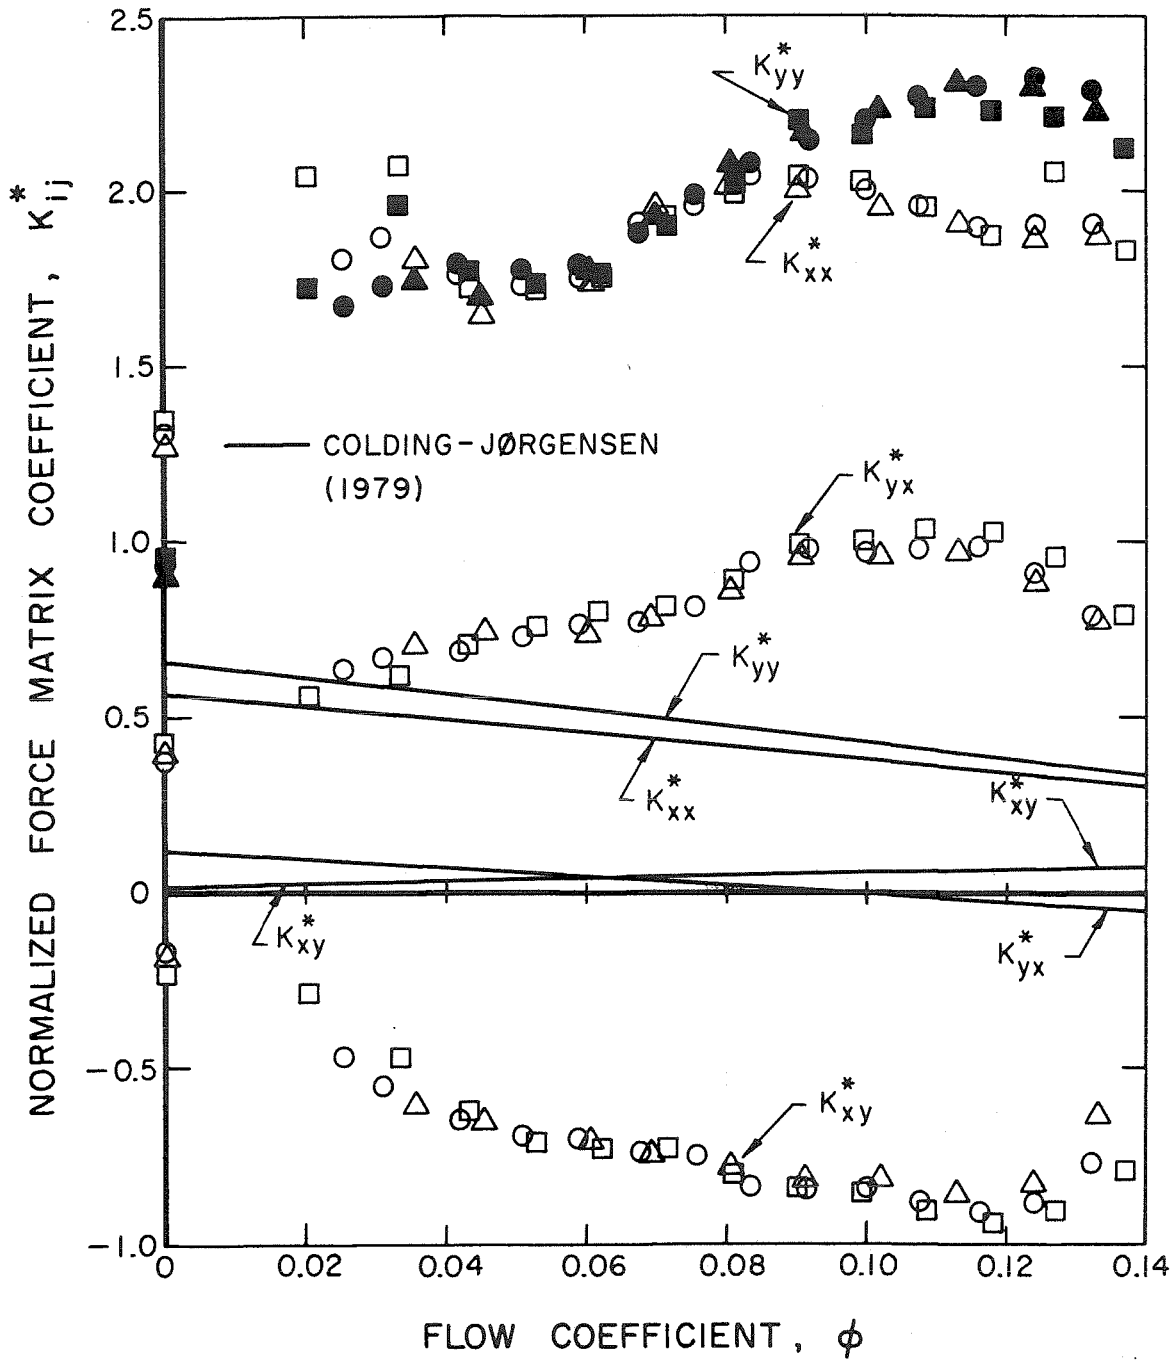 2.5
K*yy
2.0
K*xx
1.5
COLDING-JØRGENSEN
(1979)
K*yx
1.0
K*yy
0.5
K*xx
K*xy
0
K*xy
K*yx
-0.5
K*xy
-1.0
0 0.02 0.04 0.06 0.08 0.10 0.12 0.14
FLOW COEFFICIENT, ϕ
NORMALIZED FORCE MATRIX COEFFICIENT, K*ij